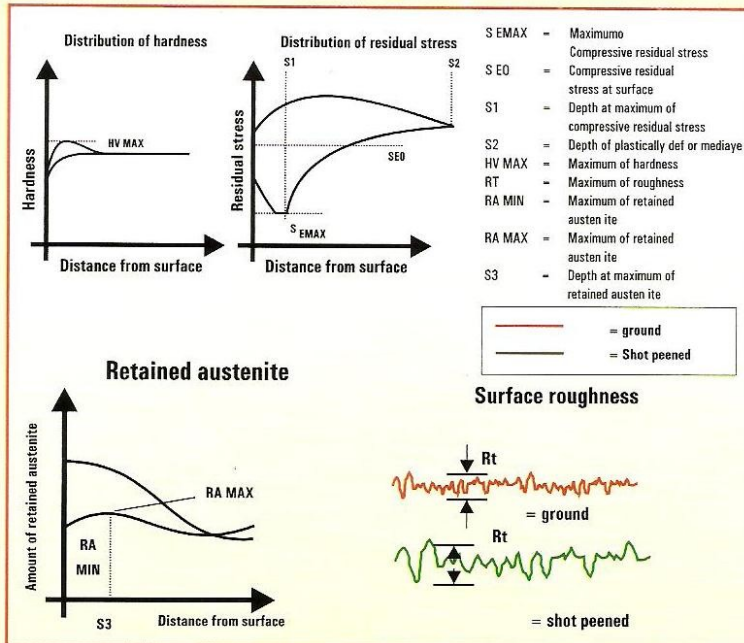 Distribution of hardness
Hardness
HV MAX
Distance from surface
Distribution of residual stress
S1
S2
Residual stress
SE0
S EMAX
Distance from surface
S EMAX = Maximumo
Compressive residual stress
S E0 = Compressive residual
stress at surface
S1 = Depth at maximum of
compressive residual stress
S2 = Depth of plastically def or mediaye
HV MAX = Maximum of hardness
RT = Maximum of roughness
RA MIN = Maximum of retained
austen ite
RA MAX = Maximum of retained
austen ite
S3 = Depth at maximum of
retained austen ite
= ground
= Shot peened
Retained austenite
Amount of retained austenite
RA MAX
RA
MIN
S3
Distance from surface
Surface roughness
Rt
= ground
Rt
= shot peened